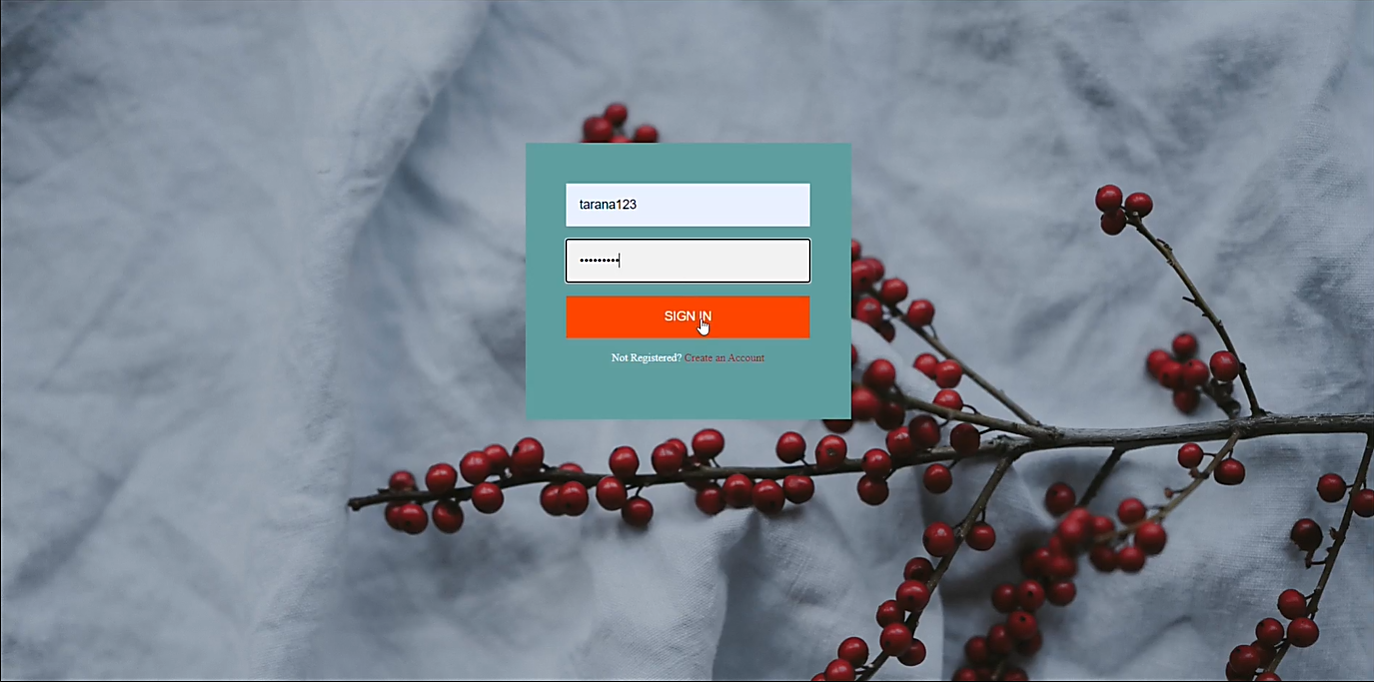 tarana123
•••••••••
SIGN IN
Not Registered? Create an Account